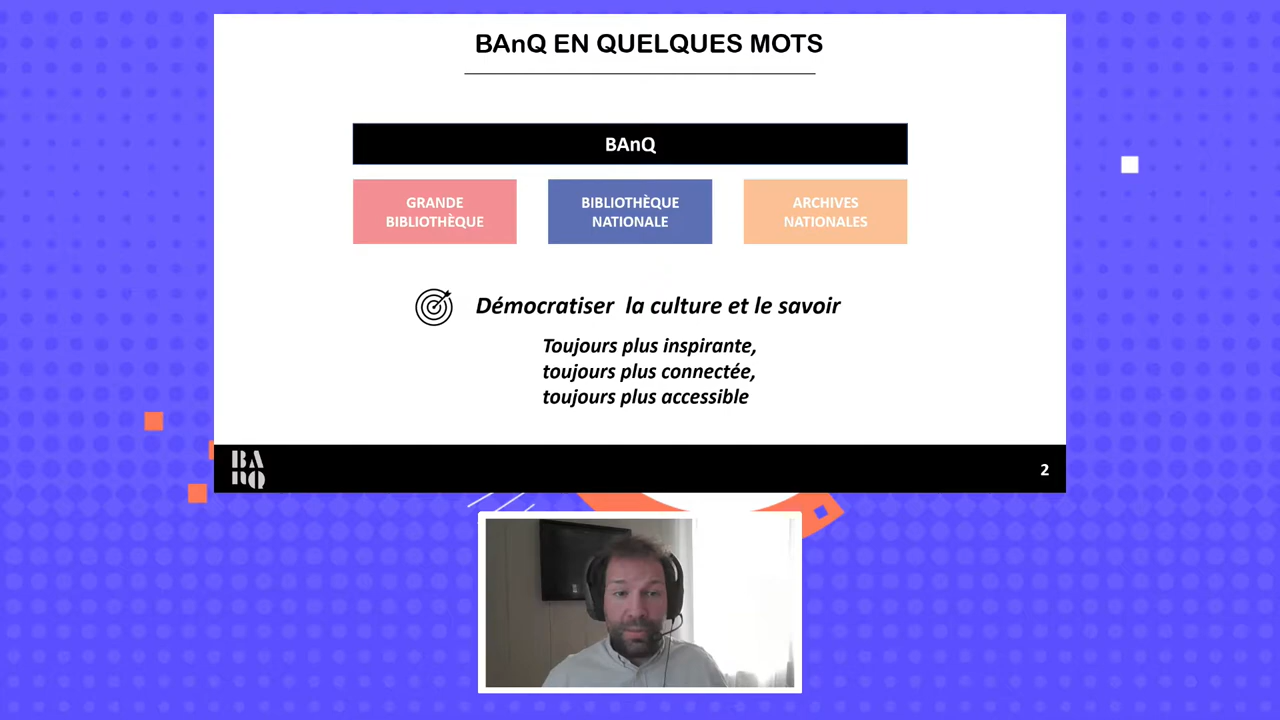 BAnQ EN QUELQUES MOTS
BAnQ
GRANDE
BIBLIOTHÈQUE
BIBLIOTHÈQUE
NATIONALE
ARCHIVES
NATIONALES
Démocratiser la culture et le savoir
Toujours plus inspirante,
toujours plus connectée,
toujours plus accessible
BA
nQ
2